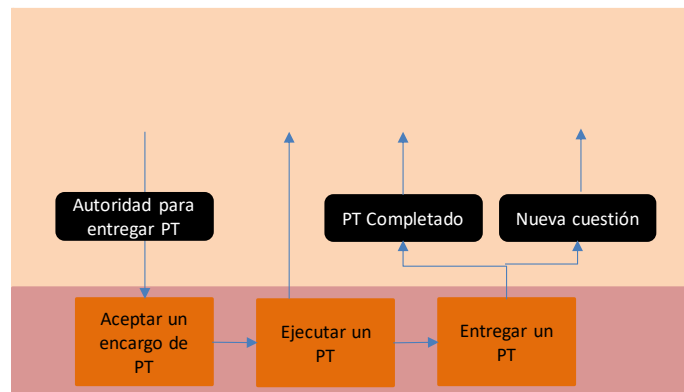 Autoridad para
entregar PT
PT Completado
Nueva cuestión
Aceptar un
encargo de
PT
Ejecutar un
PT
Entregar un
PT